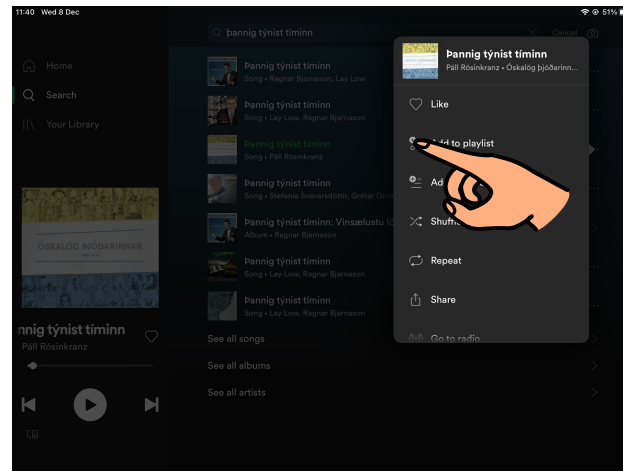 11:40 Wed 8 Dec
51%
þannig týnist tíminn
Cancel
Home
Search
Your Library
Þannig týnist tíminn
Song • Ragnar Bjarnason, Lay Low
Þannig týnist tíminn
Song • Lay Low, Ragnar Bjarnason
Þannig týnist tíminn
Song • Páll Rósinkranz
Þannig týnist tíminn
Song • Stefanía Svavarsdóttir, Grétar
Þannig týnist tíminn: Vinsælustu
Album • Ragnar Bjarnason
Þannig týnist tíminn
Song • Lay Low, Ragnar Bjarnason
Þannig týnist tíminn
Song • Lay Low, Ragnar Bjarnason
See all songs
See all albums
See all artists
ÓSKALÖG ÞJÓÐARINNAR
nnig týnist tíminn
Páll Rósinkranz
Þannig týnist tíminn
Páll Rósinkranz • Óskalög þjóðarinn...
Like
to playlist
Repeat
Share
Go to radio